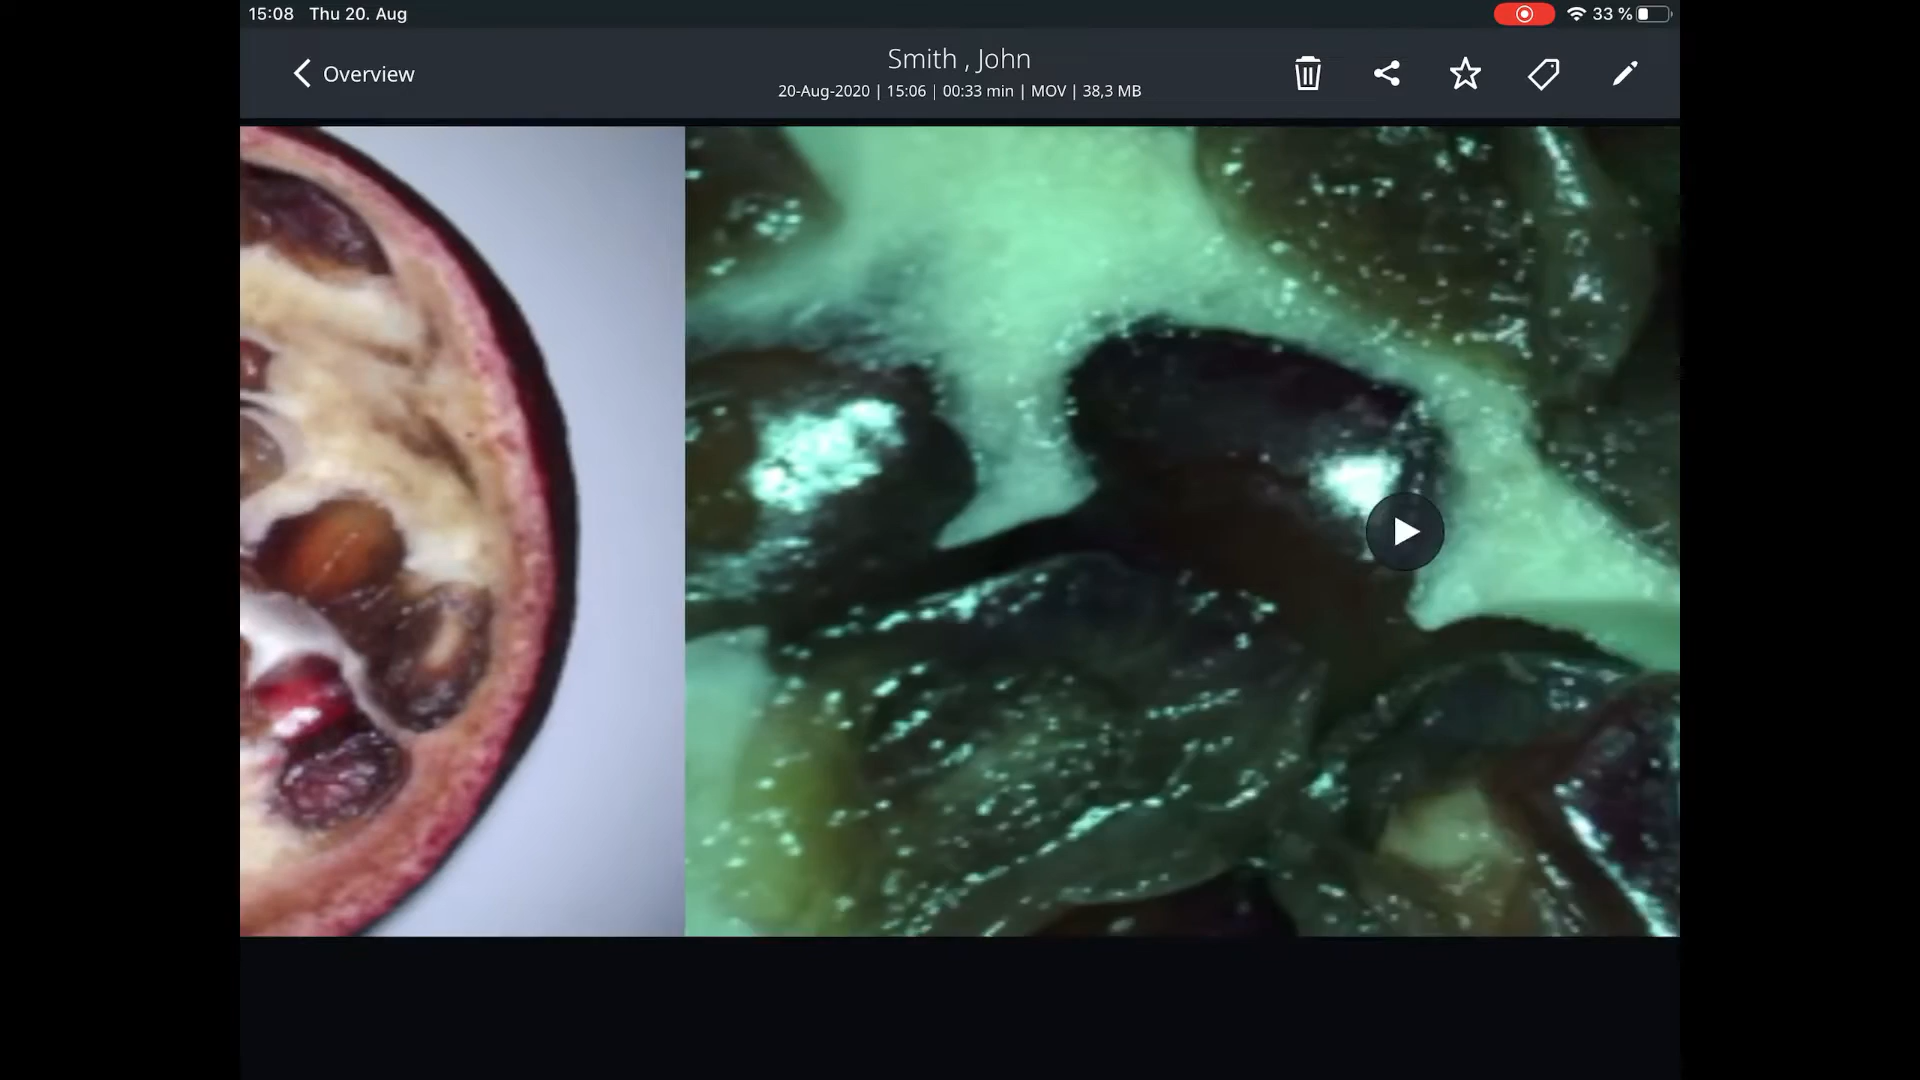 15:08 Thu 20. Aug
33 %
Overview
Smith , John
20-Aug-2020 | 15:06 | 00:33 min | MOV | 38,3 MB